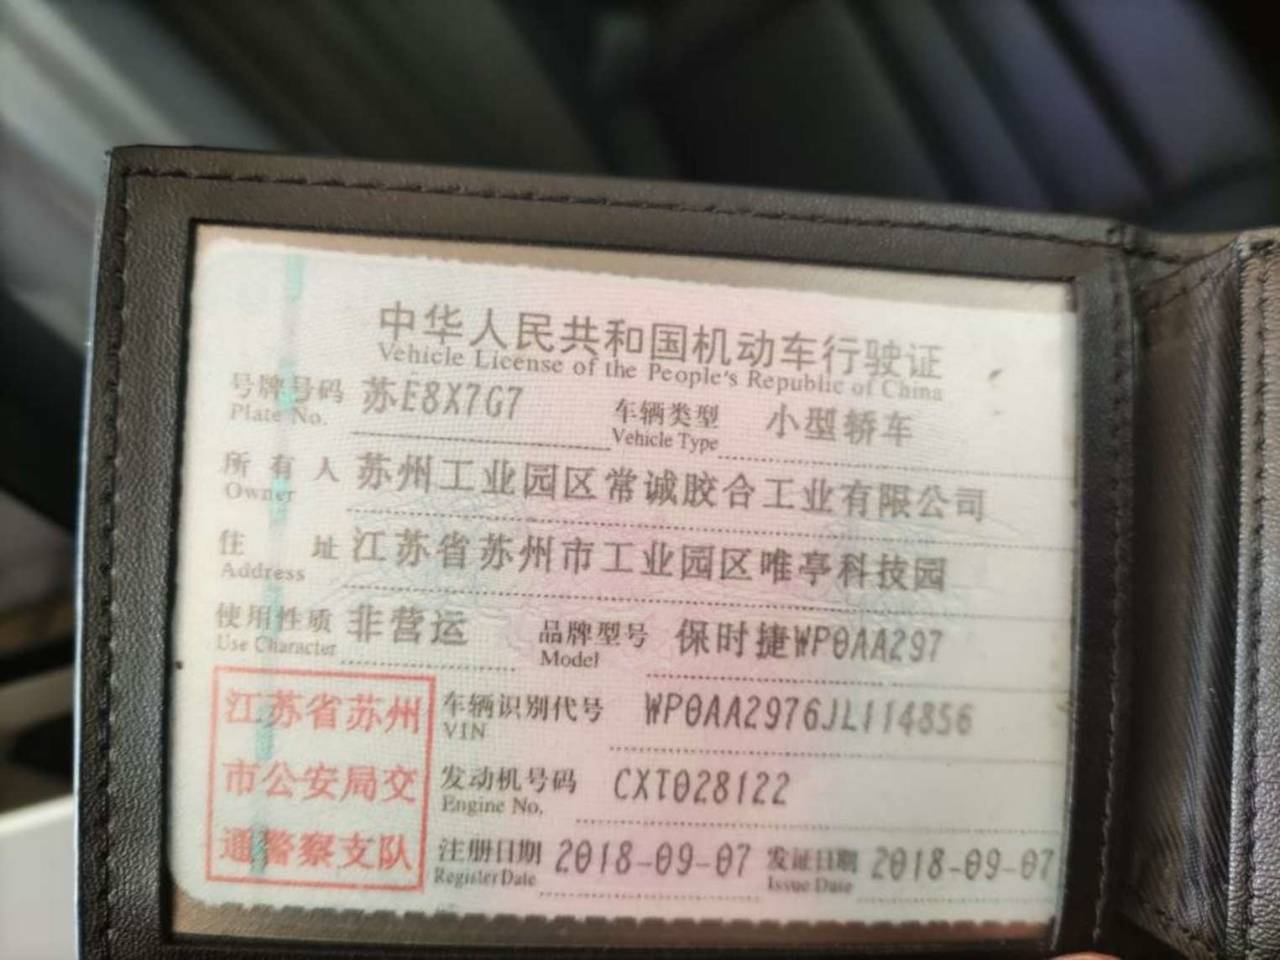 中华人民共和国机动车行驶证
Vehicle License of the People's Republic of China
号牌号码 苏E8X7G7 车辆类型 小型轿车
Plate No. Vehicle Type
所有人 苏州工业园区常诚胶合工业有限公司
Owner
住址 江苏省苏州市工业园区唯亭科技园
Address
使用性质 非营运 品牌型号 保时捷WP0AA297
Use Character Model
江苏省苏州 车辆识别代号 WP0AA2976JL114856
VIN
市公安局交 发动机号码 CXT028122
Engine No.
通警察支队 注册日期 2018-09-07 发证日期 2018-09-07
Register Date Issue Date